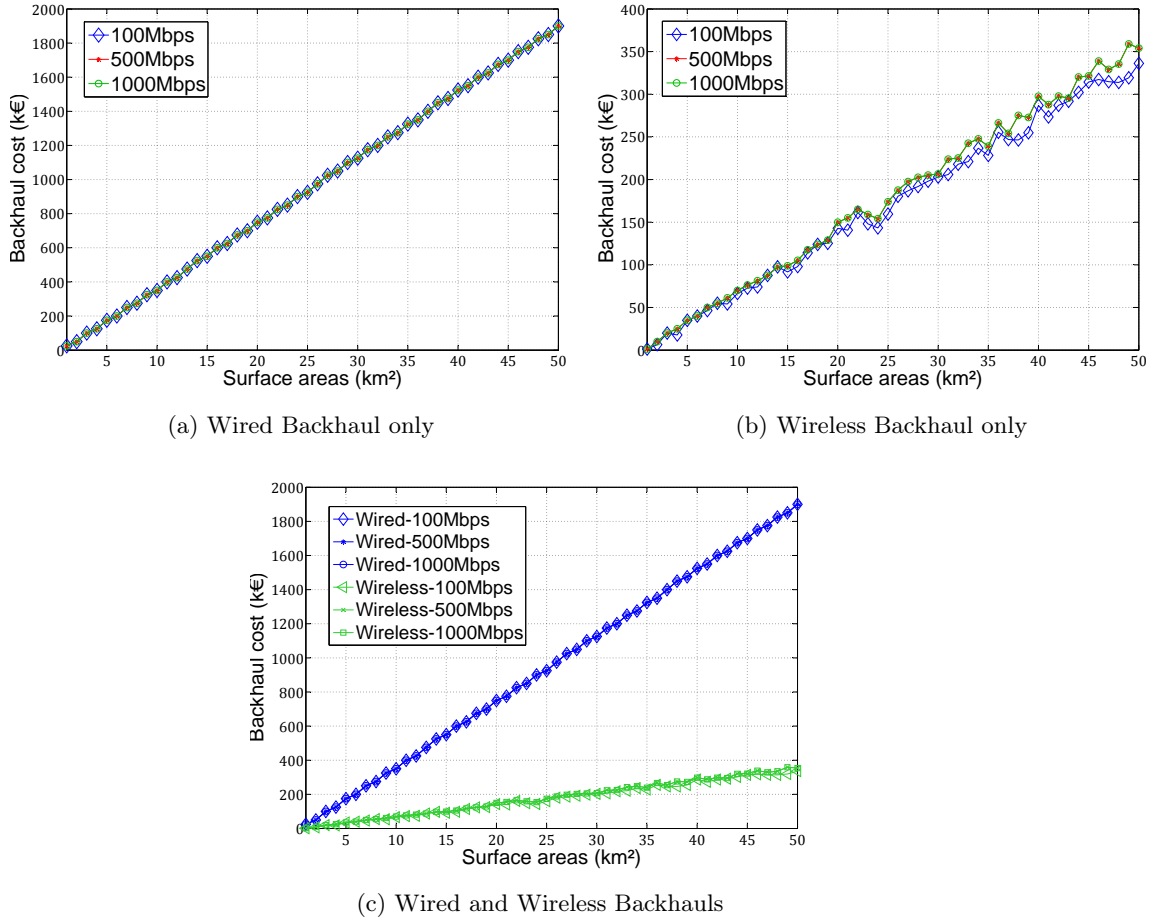 2000
1800
1600
1400
1200
1000
800
600
400
200
0
Backhaul cost (k€)
100Mbps
500Mbps
1000Mbps
5 10 15 20 25 30 35 40 45 50
Surface areas (km²)
(a) Wired Backhaul only
400
350
300
250
200
150
100
50
0
Backhaul cost (k€)
100Mbps
500Mbps
1000Mbps
5 10 15 20 25 30 35 40 45 50
Surface areas (km²)
(b) Wireless Backhaul only
2000
1800
1600
1400
1200
1000
800
600
400
200
0
Backhaul cost (k€)
Wired-100Mbps
Wired-500Mbps
Wired-1000Mbps
Wireless-100Mbps
Wireless-500Mbps
Wireless-1000Mbps
5 10 15 20 25 30 35 40 45 50
Surface areas (km²)
(c) Wired and Wireless Backhauls